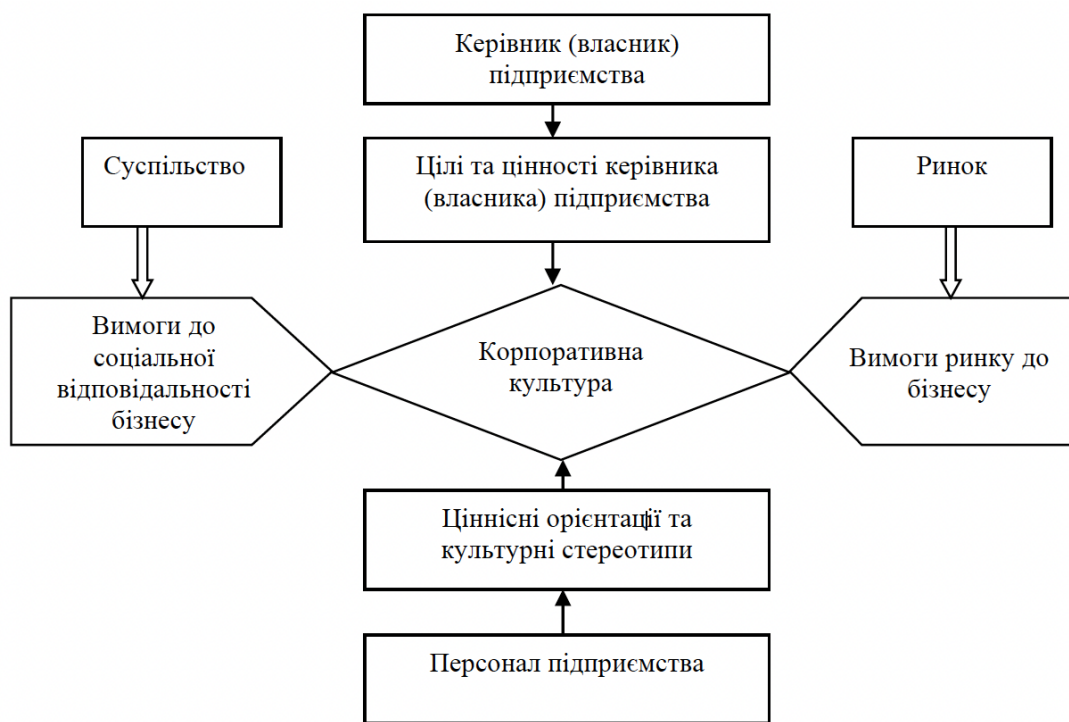 Керівник (власник)
підприємства
Суспільство
Цілі та цінності керівника
(власника) підприємства
Ринок
Вимоги до
соціальної
відповідальності
бізнесу
Корпоративна
культура
Вимоги ринку до
бізнесу
Ціннісні орієнтації та
культурні стереотипи
Персонал підприємства